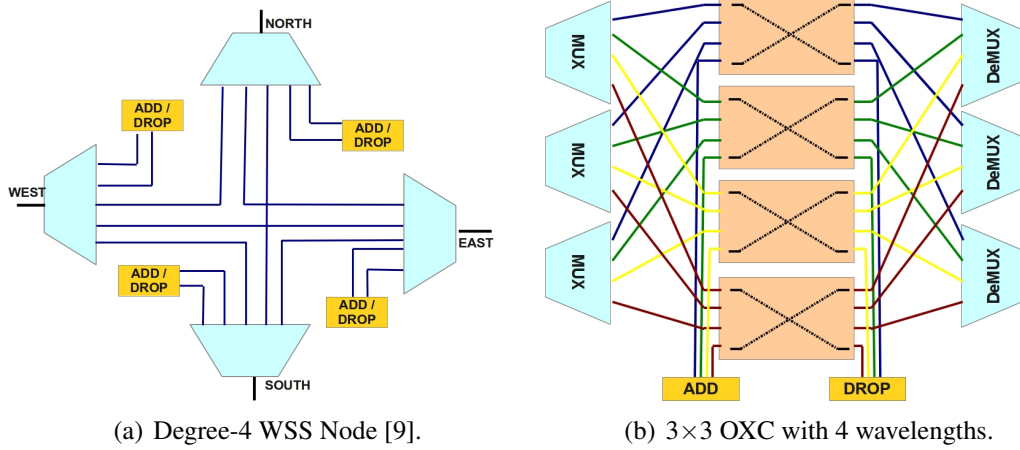 NORTH
ADD /
DROP
ADD /
DROP
WEST
EAST
ADD /
DROP
ADD /
DROP
SOUTH
(a) Degree-4 WSS Node [9].
MUX
DeMUX
MUX
DeMUX
MUX
DeMUX
ADD
DROP
(b) 3×3 OXC with 4 wavelengths.